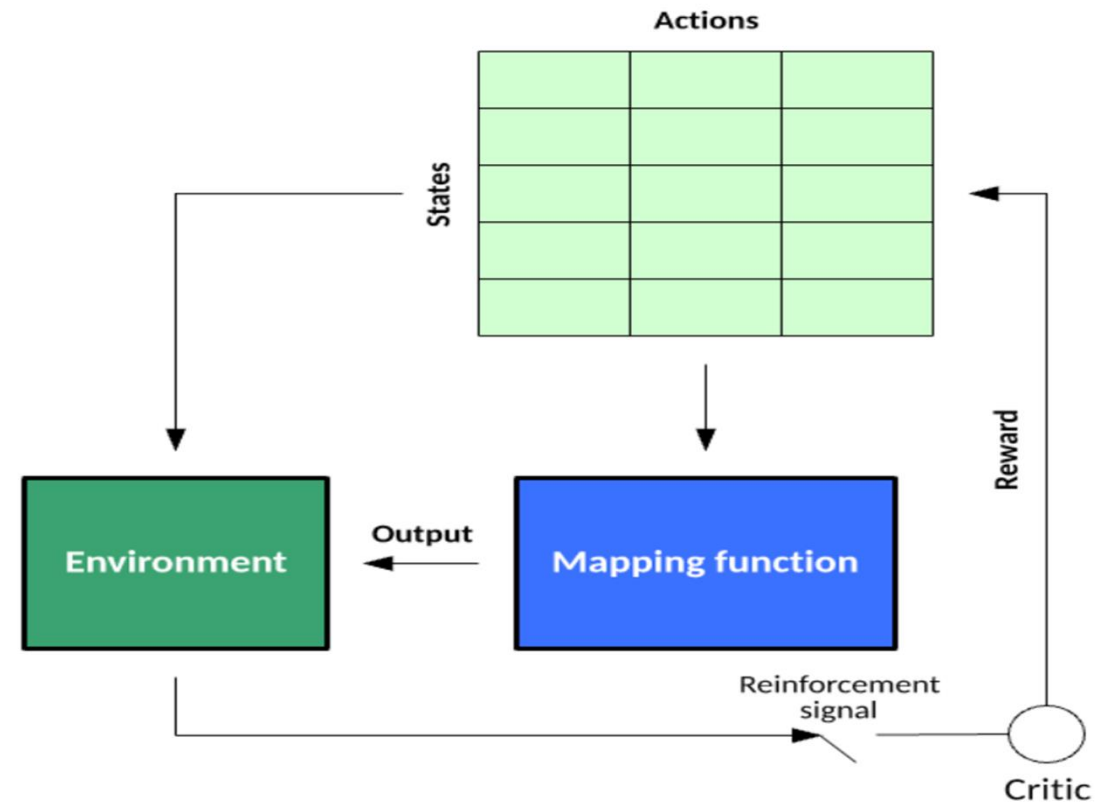 Actions
States
Reward
Environment
Output
Mapping function
Reinforcement
signal
Critic